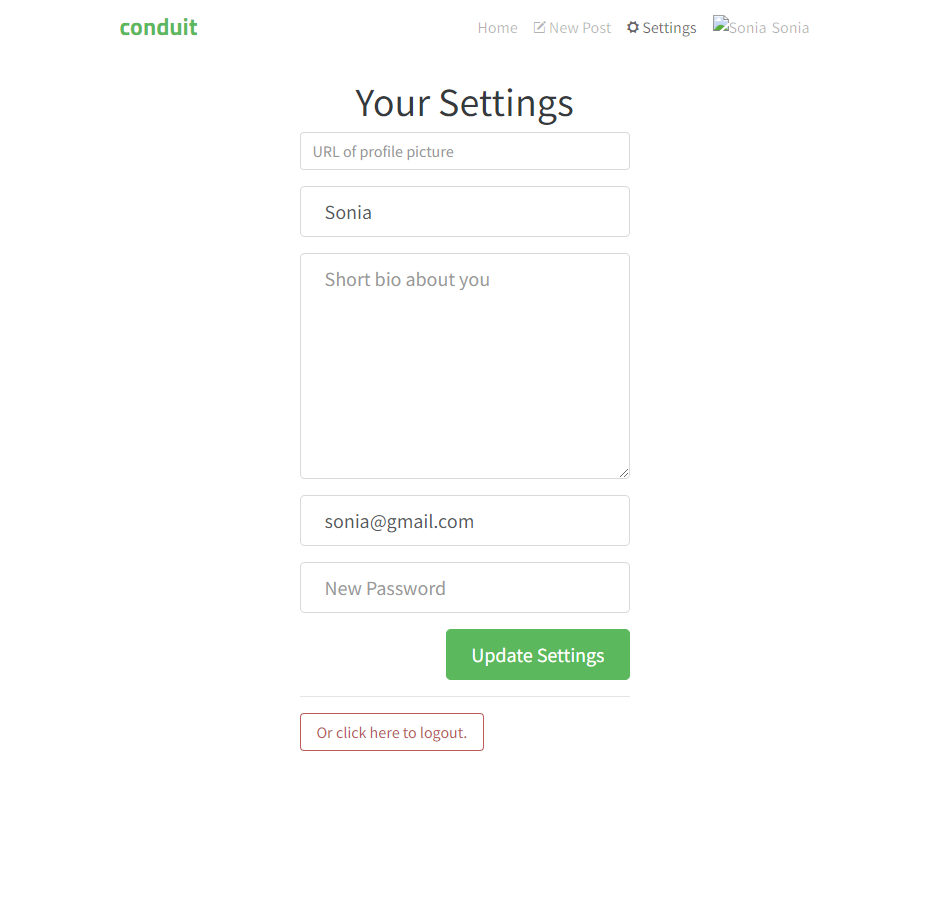 conduit
Home New Post Settings Sonia Sonia
Your Settings
URL of profile picture
Sonia
Short bio about you
sonia@gmail.com
New Password
Update Settings
Or click here to logout.